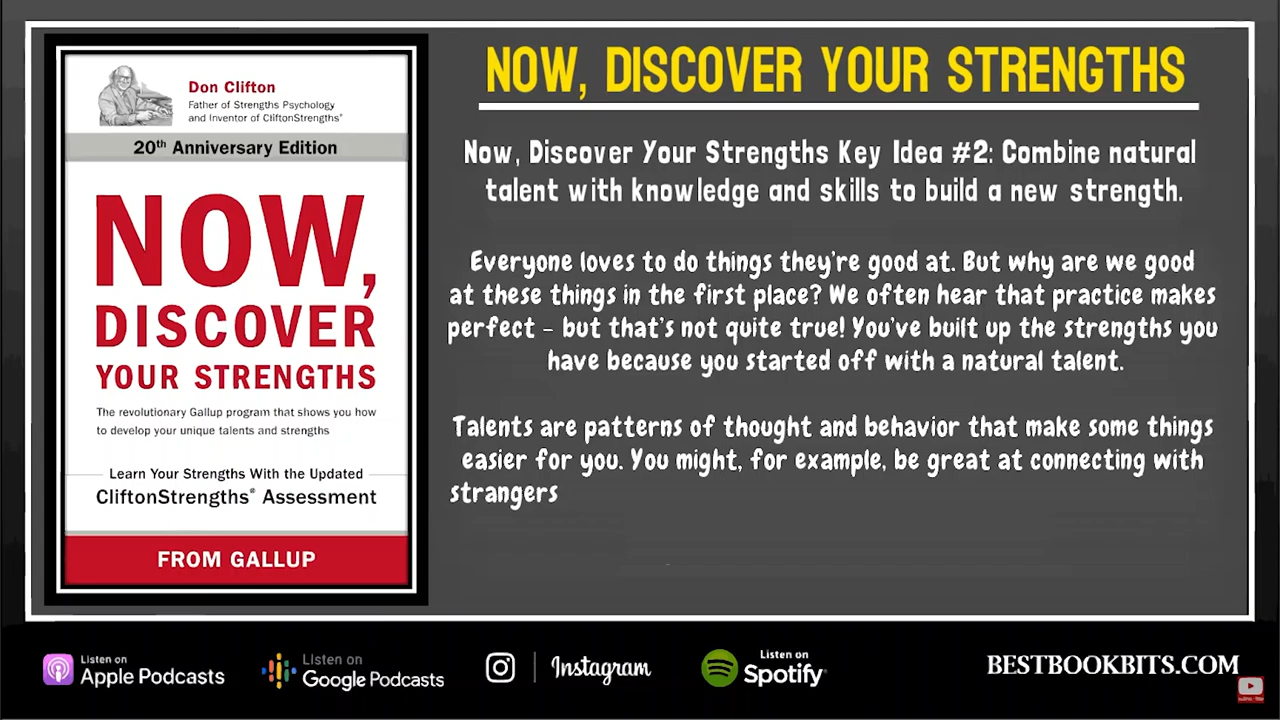 Don Clifton
Father of Strengths Psychology
and Inventor of CliftonStrengths®
20th Anniversary Edition
NOW,
DISCOVER
YOUR STRENGTHS
The revolutionary Gallup program that shows you how
to develop your unique talents and strengths
Learn Your Strengths With the Updated
CliftonStrengths® Assessment
FROM GALLUP
NOW, DISCOVER YOUR STRENGTHS
Now, Discover Your Strengths Key Idea #2: Combine natural
talent with knowledge and skills to build a new strength.
Everyone loves to do things they're good at. But why are we good
at these things in the first place? We often hear that practice makes
perfect – but that's not quite true! You've built up the strengths you
have because you started off with a natural talent.
Talents are patterns of thought and behavior that make some things
easier for you. You might, for example, be great at connecting with
strangers
Listen on
Apple Podcasts
Listen on
Google Podcasts
Instagram
Listen on
Spotify
BESTBOOKBITS.COM